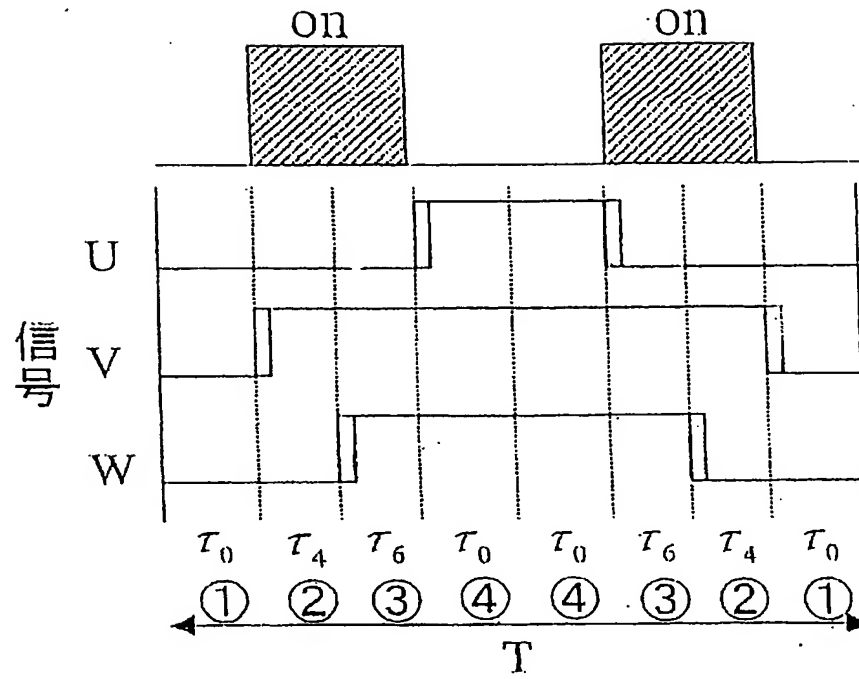 on on
U
V
信号
W
τ₀ τ₄ τ₆ τ₀ τ₀ τ₆ τ₄ τ₀
① ② ③ ④ ④ ③ ② ①
T